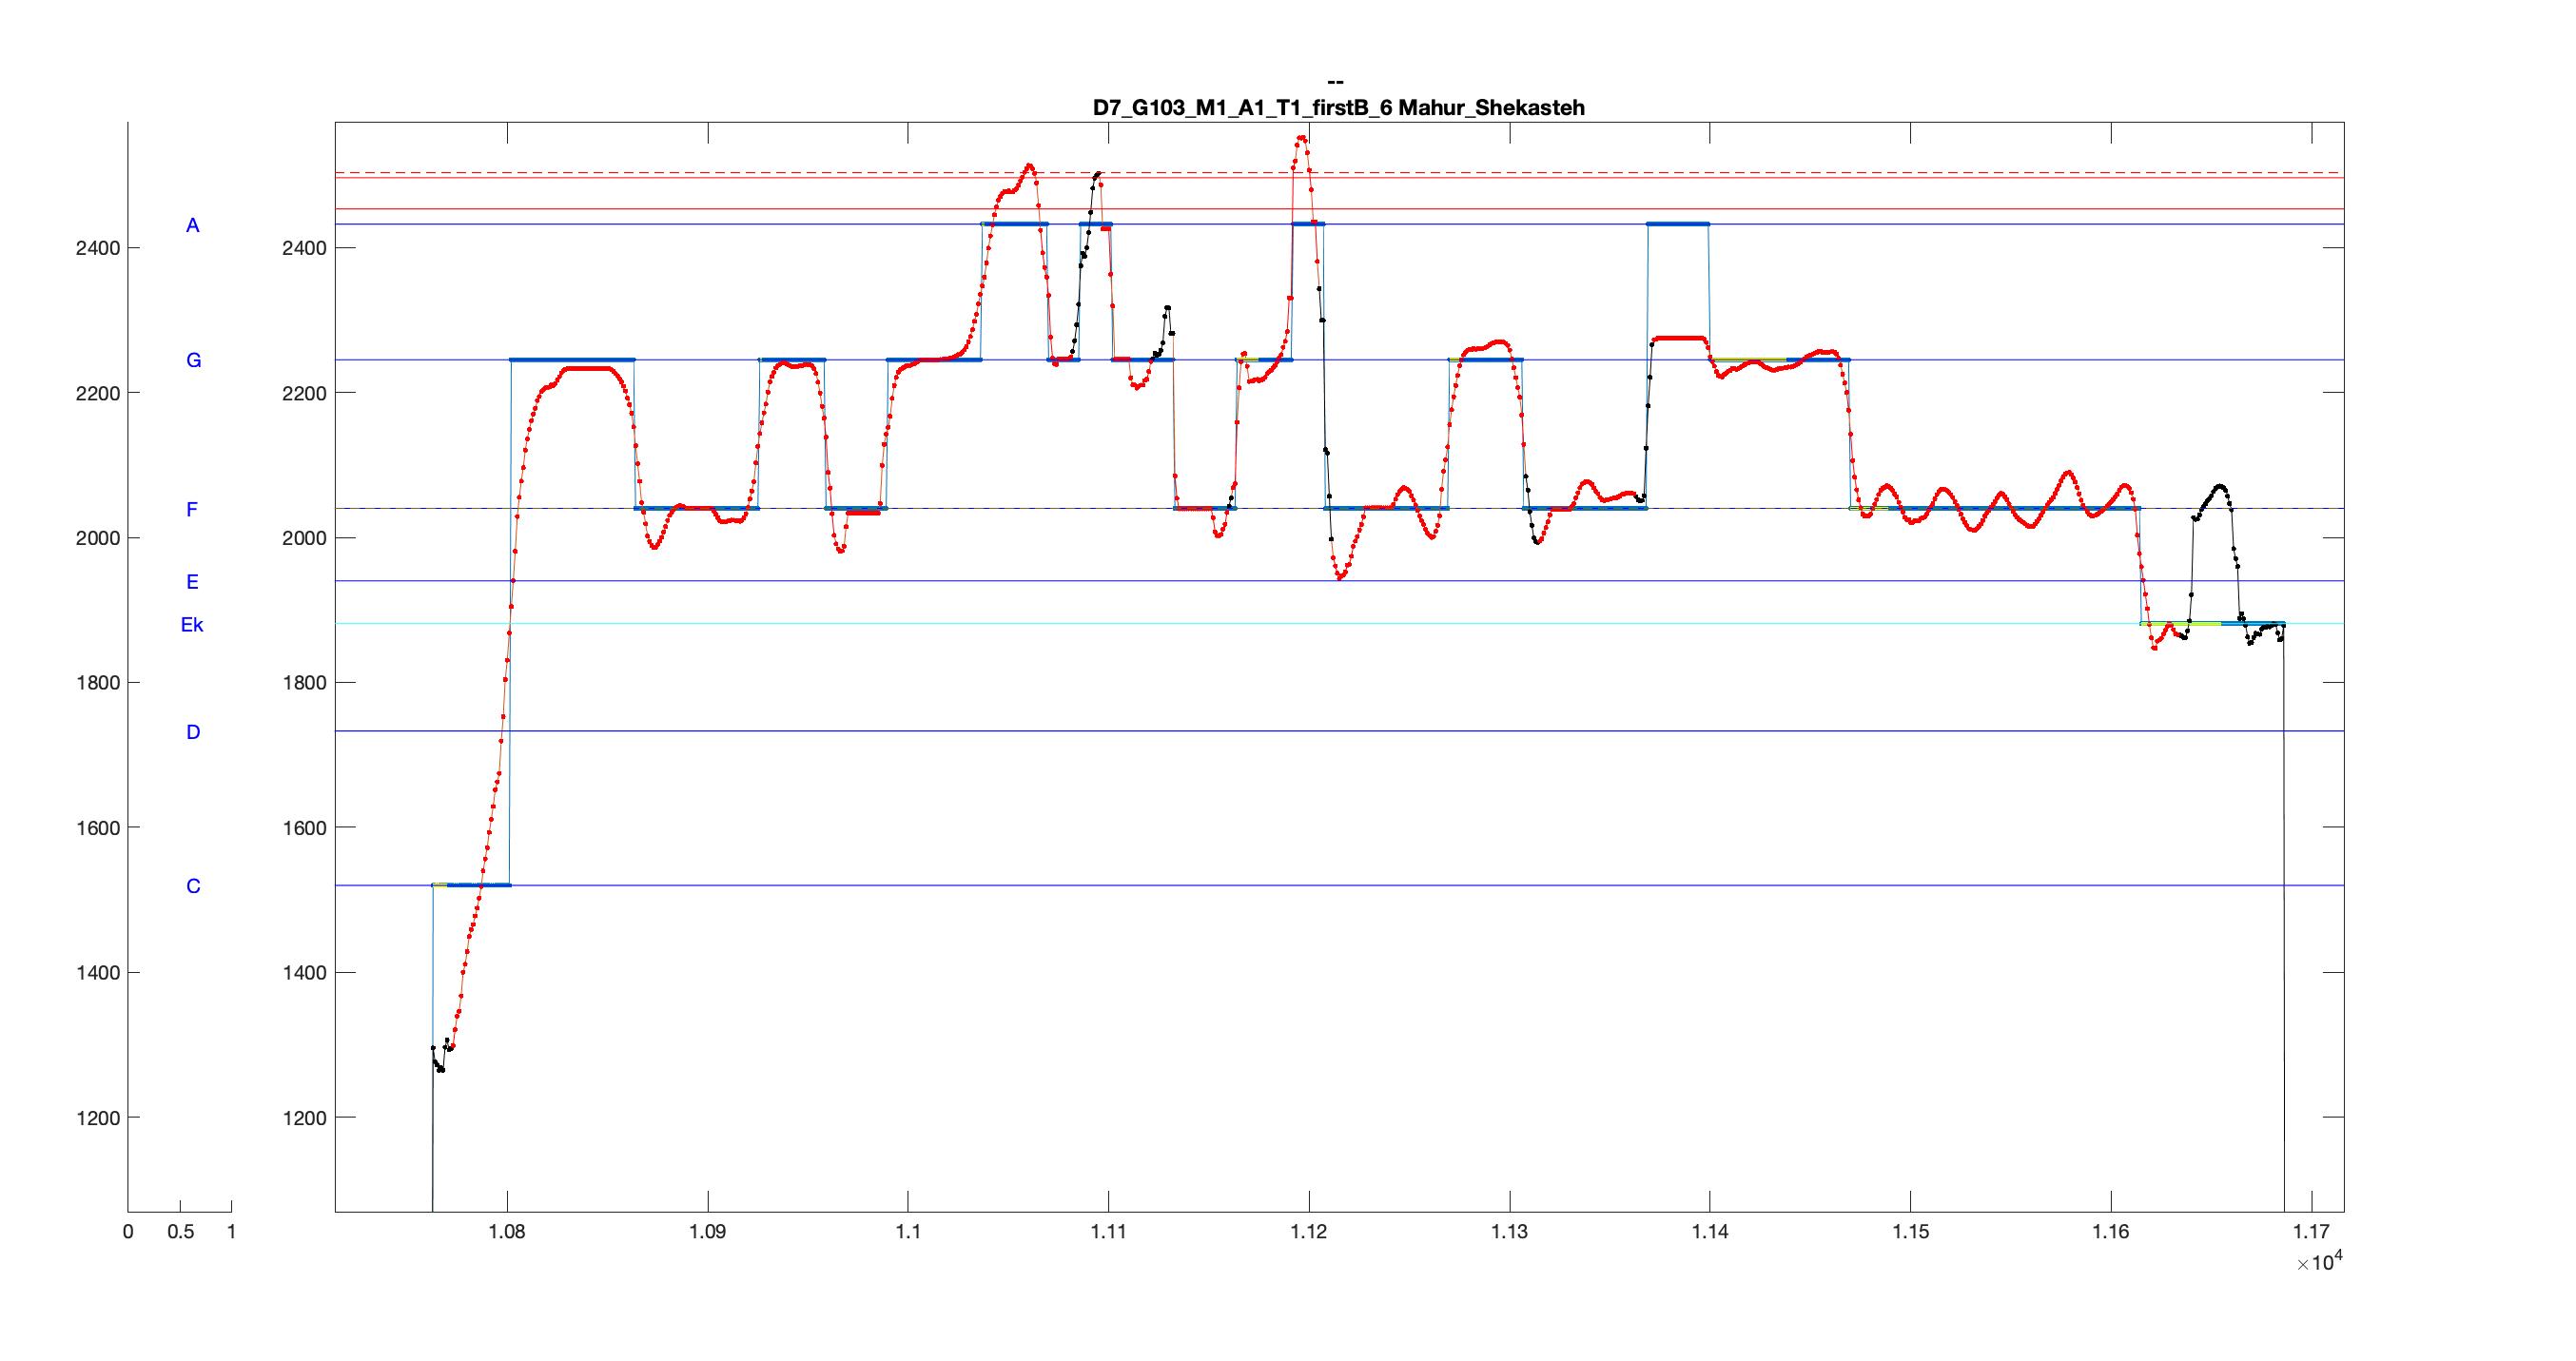 --
D7_G103_M1_A1_T1_firstB_6 Mahur_Shekasteh
2400
2200
2000
1800
1600
1400
1200
0 0.5 1
A
G
F
E
Ek
D
C
2400
2200
2000
1800
1600
1400
1200
1.08 1.09 1.1 1.11 1.12 1.13 1.14 1.15 1.16 1.17
×10⁴